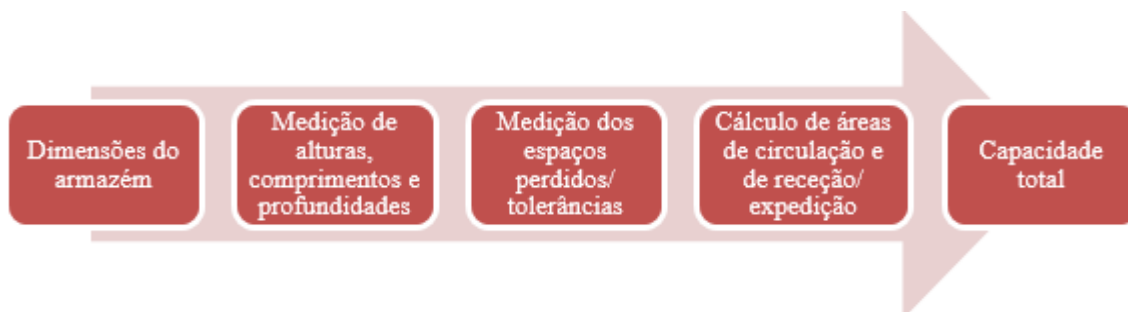 Dimensões do
armazém
Medição de
alturas,
comprimentos e
profundidades
Medição dos
espaços
perdidos/
tolerâncias
Cálculo de áreas
de circulação e
de receção/
expedição
Capacidade
total